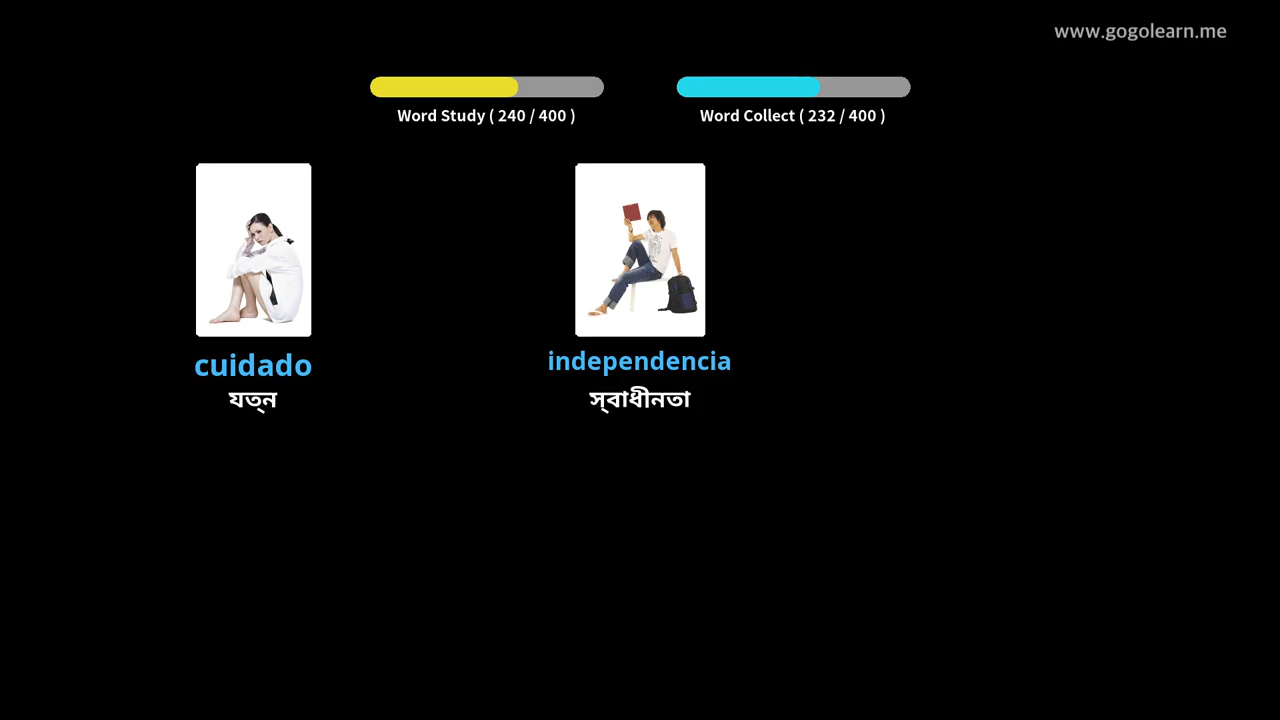 www.gogolearn.me
Word Study ( 240 / 400 )
Word Collect ( 232 / 400 )
cuidado
যত্ন
independencia
স্বাধীনতা